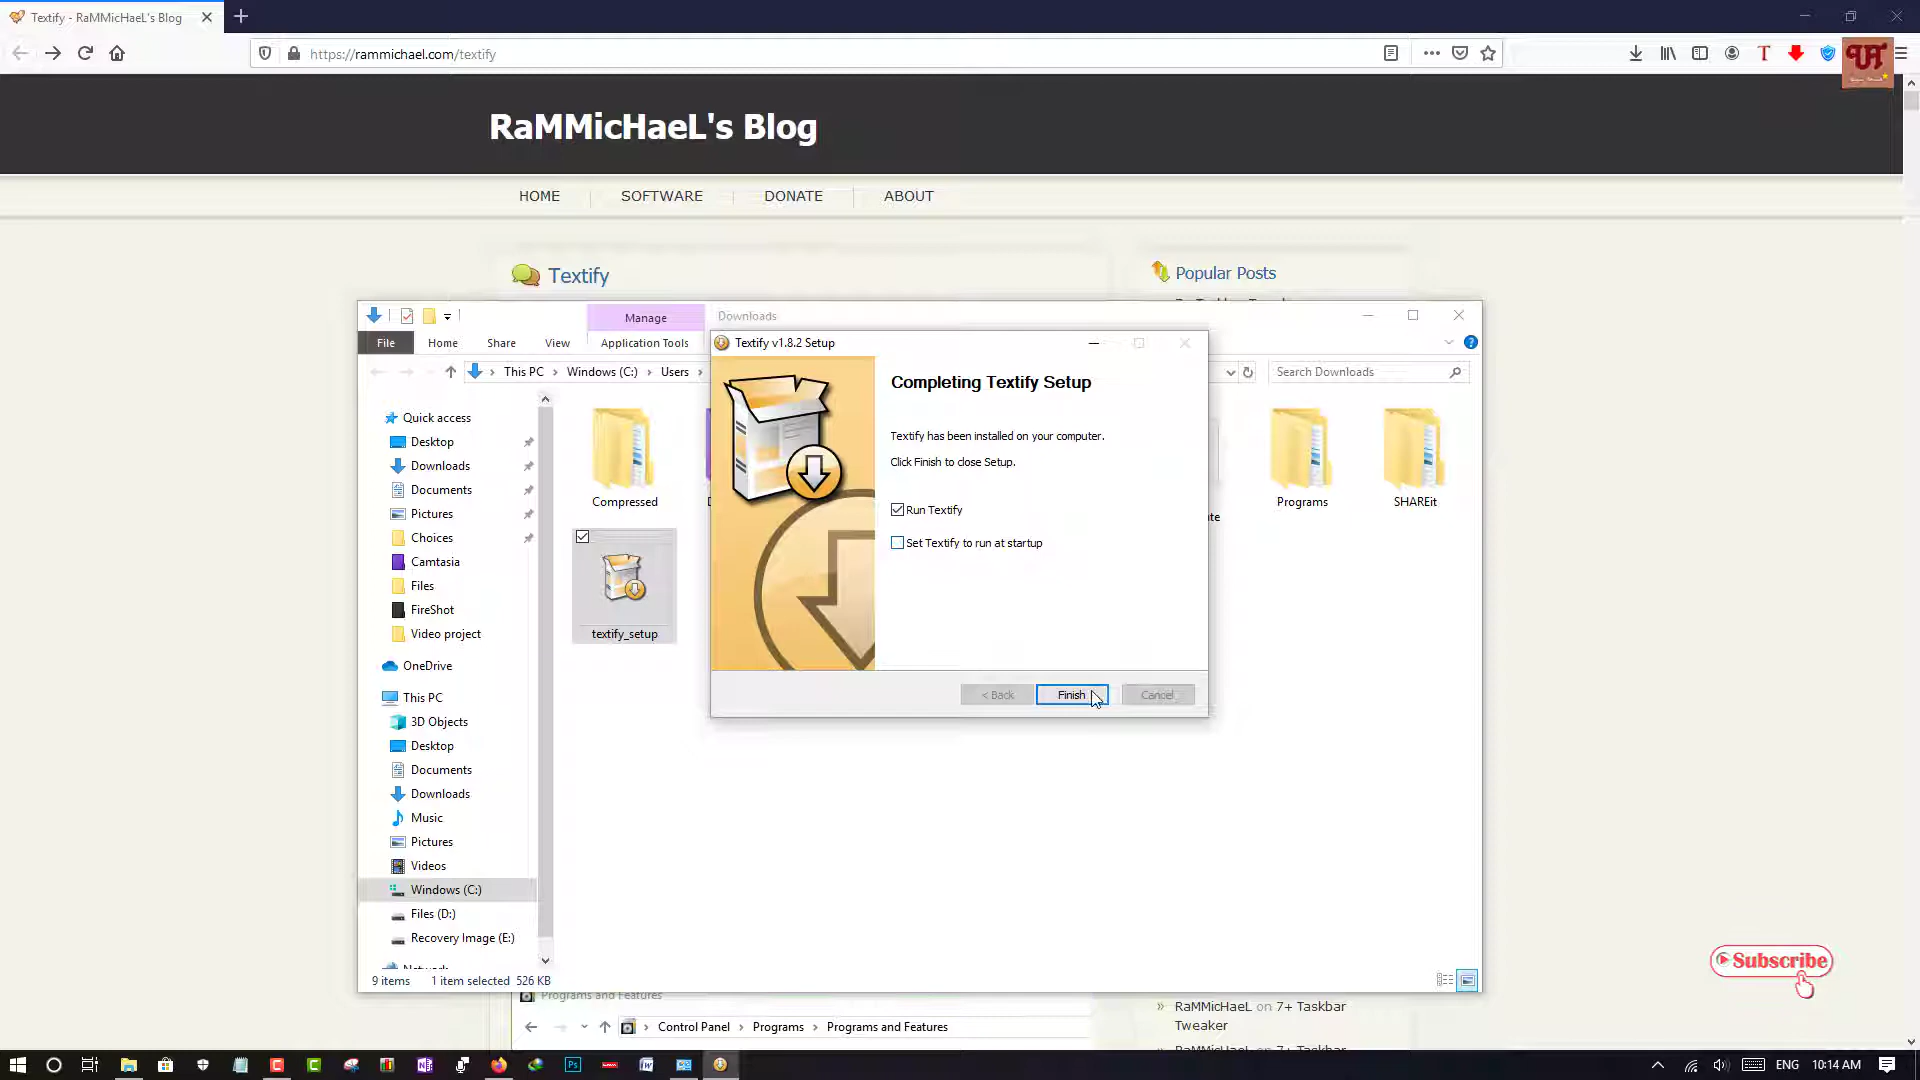 Textify - RaMMicHaeL's Blog
https://rammichael.com/textify
RaMMicHaeL's Blog
HOME
SOFTWARE
DONATE
ABOUT
Textify
Popular Posts
Manage
Downloads
File
Home
Share
View
Application Tools
This PC
Windows (C:)
Users
Search Downloads
Textify v1.8.2 Setup
Completing Textify Setup
Textify has been installed on your computer.
Click Finish to close Setup.
Run Textify
Set Textify to run at startup
< Back
Finish
Cancel
Quick access
Desktop
Downloads
Documents
Pictures
Choices
Camtasia
Files
FireShot
Video project
OneDrive
This PC
3D Objects
Desktop
Documents
Downloads
Music
Pictures
Videos
Windows (C:)
Files (D:)
Recovery Image (E:)
Network
Compressed
Programs
SHAREit
textify_setup
9 items
1 item selected
526 KB
Programs and Features
Control Panel
Programs
Programs and Features
RaMMicHaeL on 7+ Taskbar
Tweaker
RaMMicHaeL on 7+ Taskbar
Subscribe
ENG
10:14 AM